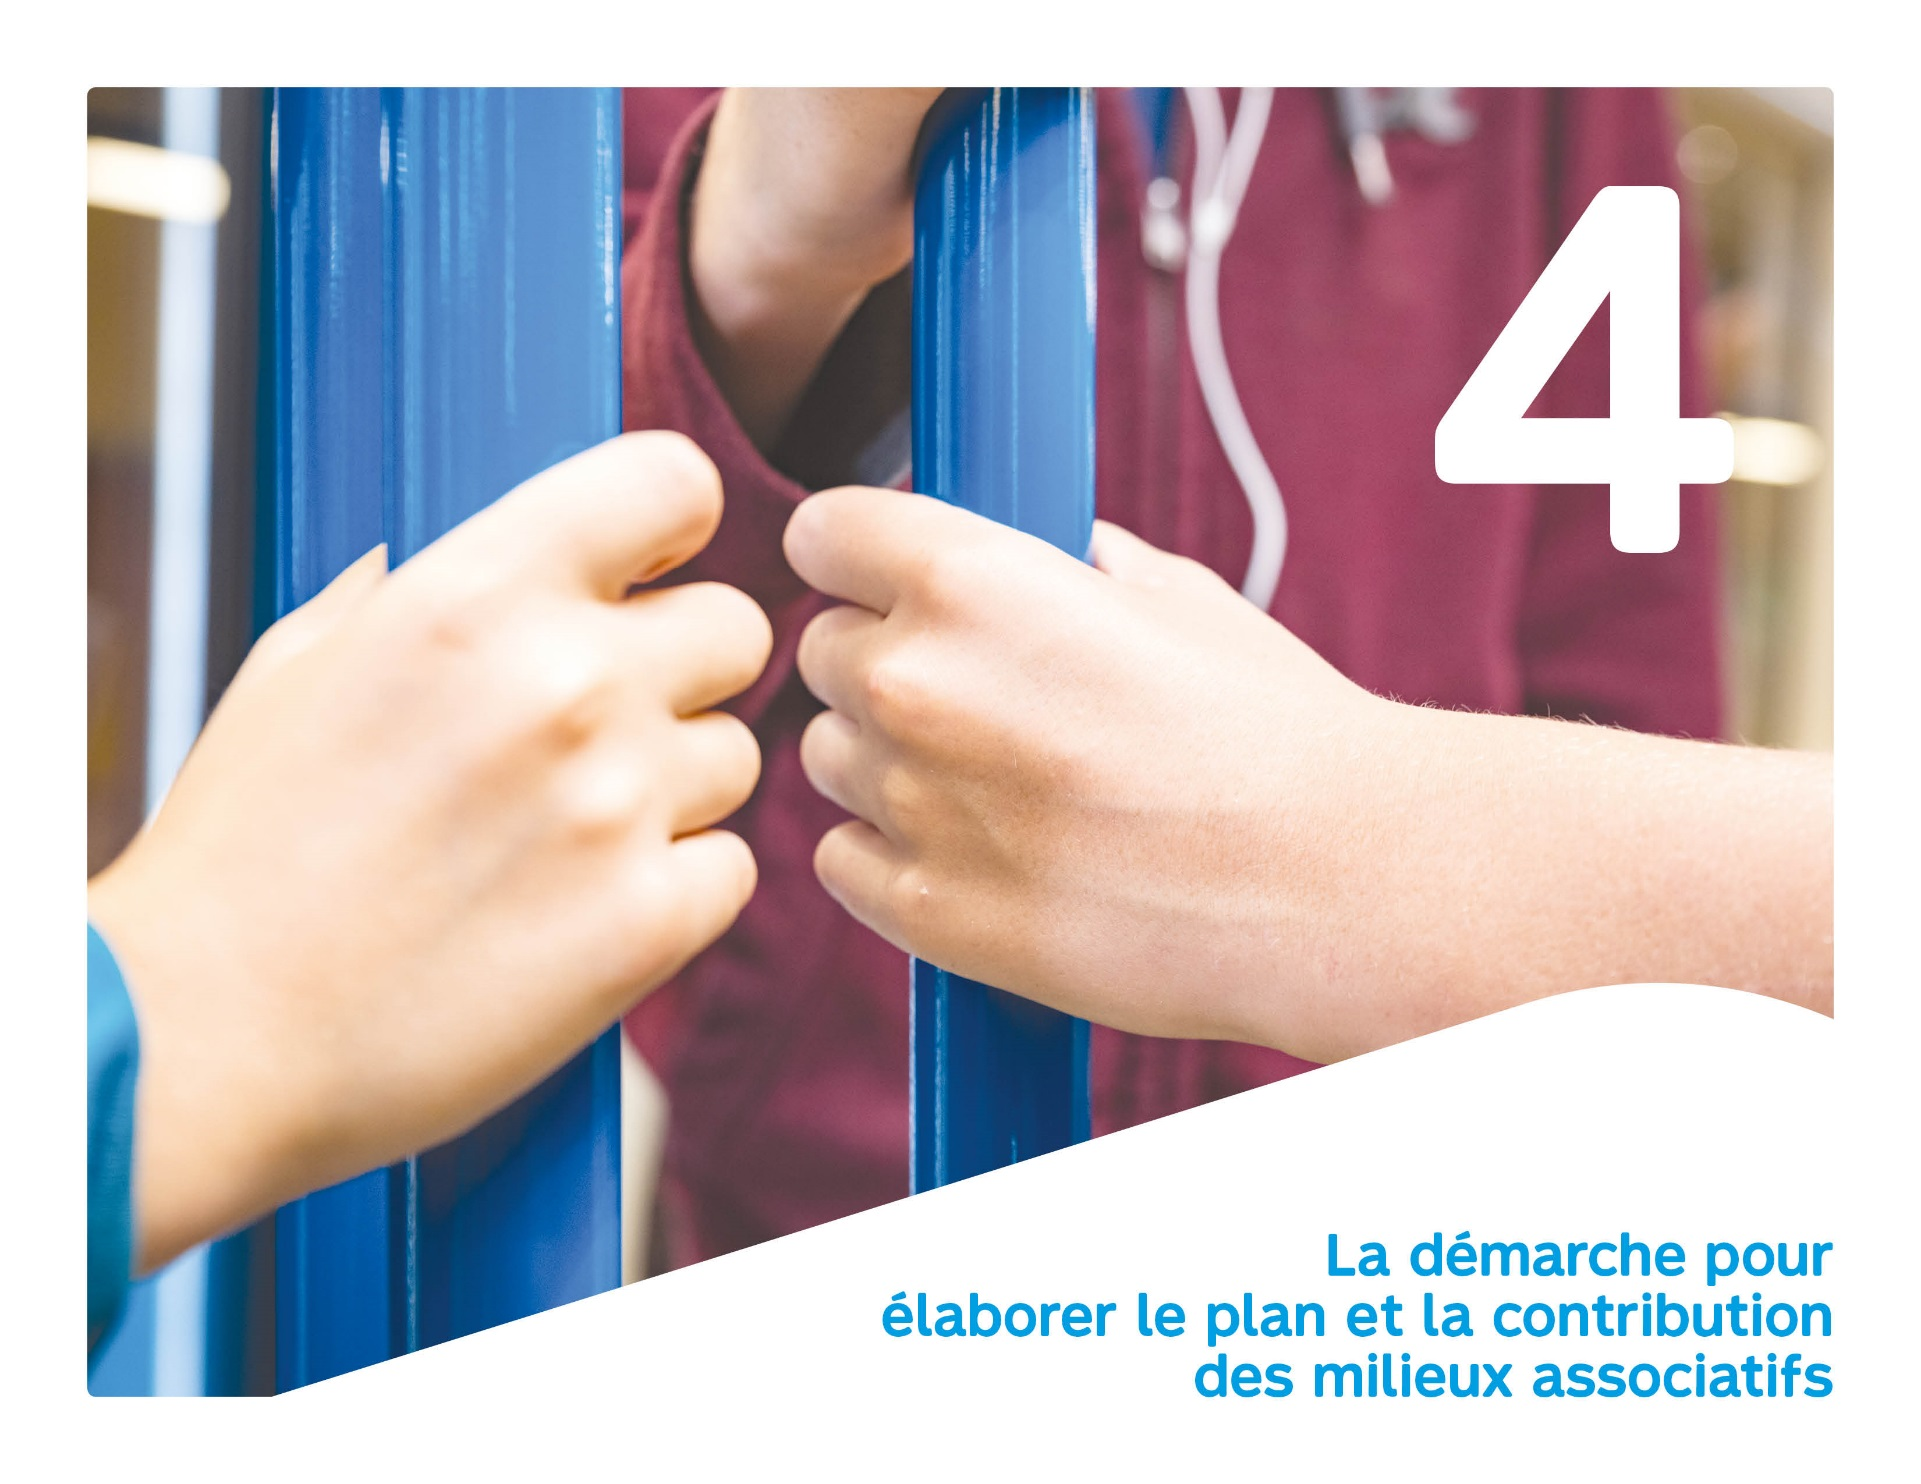 4
La démarche pour
élaborer le plan et la contribution
des milieux associatifs